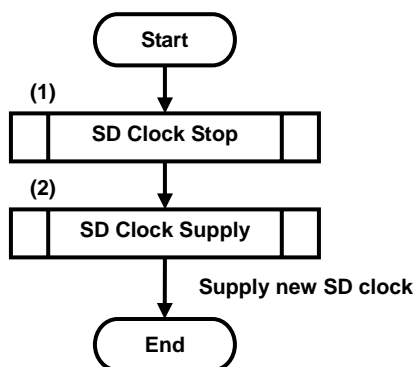 Start
(1)
SD Clock Stop
(2)
SD Clock Supply
Supply new SD clock
End